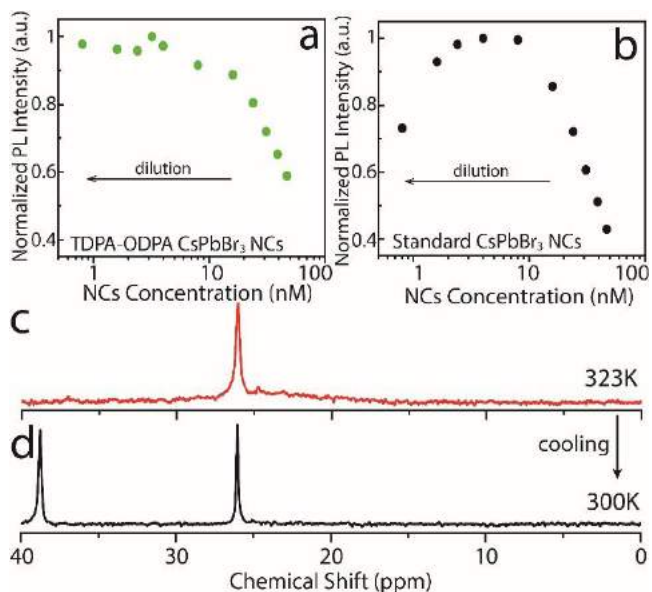 a
Normalized PL Intensity (a.u.)
1
0.8
0.6
0.4
dilution
TDPA-ODPA CsPbBr₃ NCs
1
10
100
NCs Concentration (nM)
b
Normalized PL Intensity (a.u.)
1
0.8
0.6
0.4
dilution
Standard CsPbBr₃ NCs
1
10
100
NCs Concentration (nM)
c
323K
cooling
d
300K
40
30
20
10
0
Chemical Shift (ppm)